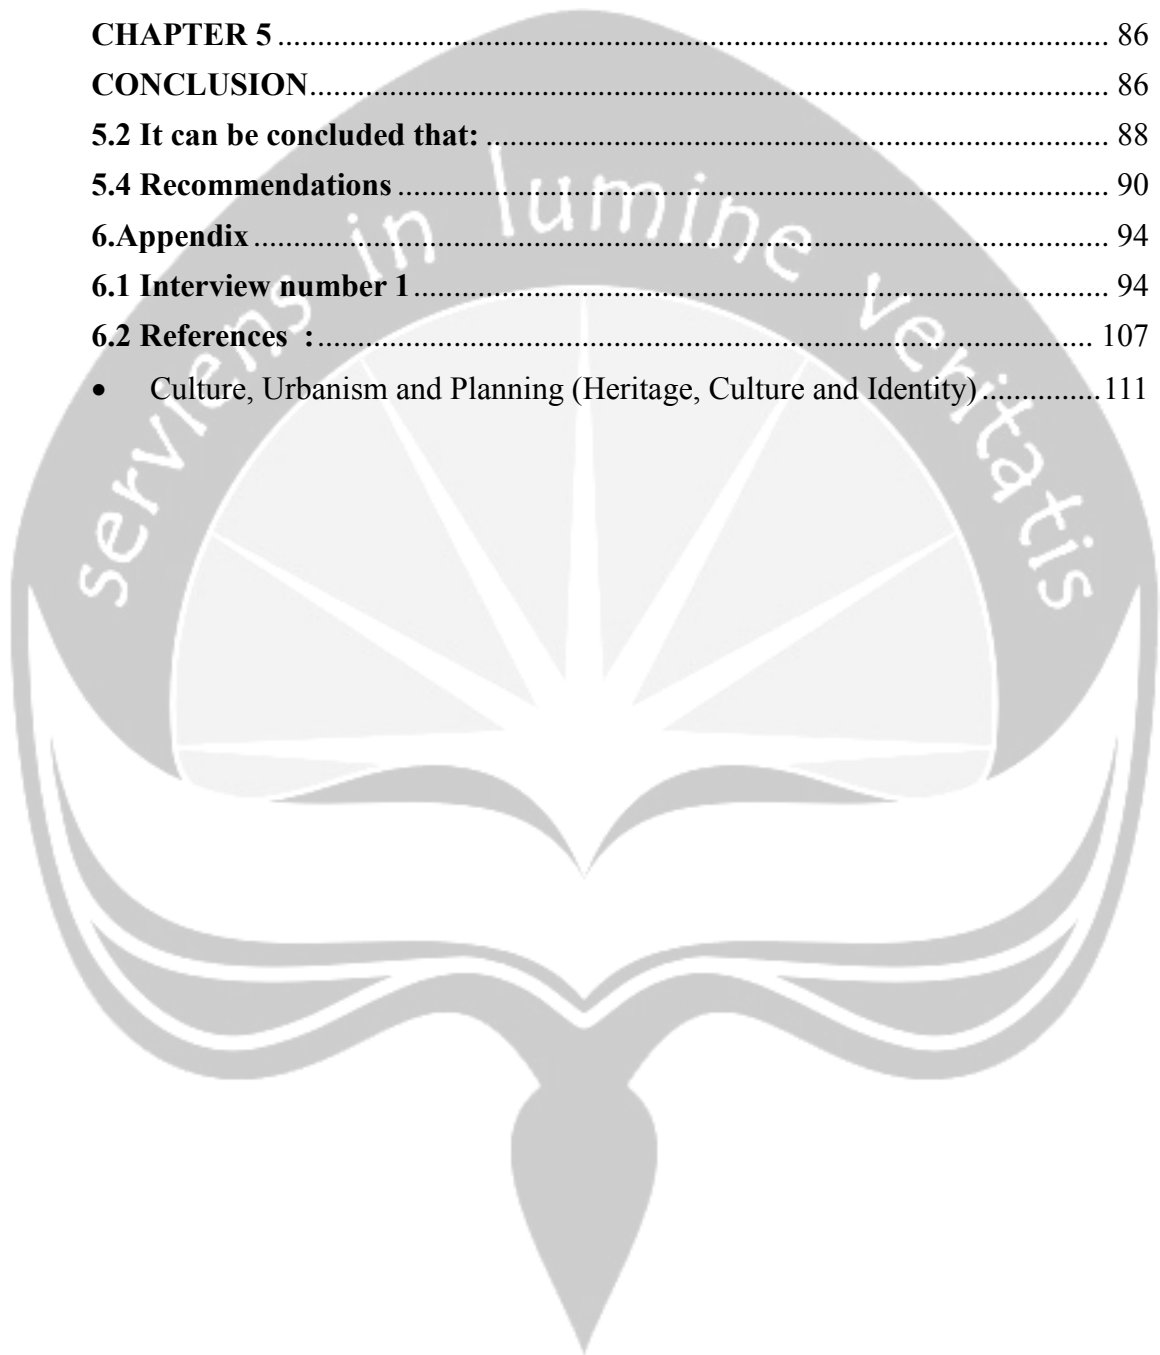 CHAPTER 5 ........................................................................................................ 86
CONCLUSION.................................................................................................... 86
5.2 It can be concluded that: .............................................................................. 88
5.4 Recommendations ......................................................................................... 90
6.Appendix ........................................................................................................... 94
6.1 Interview number 1 ....................................................................................... 94
6.2 References  : ................................................................................................. 107
• Culture, Urbanism and Planning (Heritage, Culture and Identity) ...............111
serviens in lumine veritatis